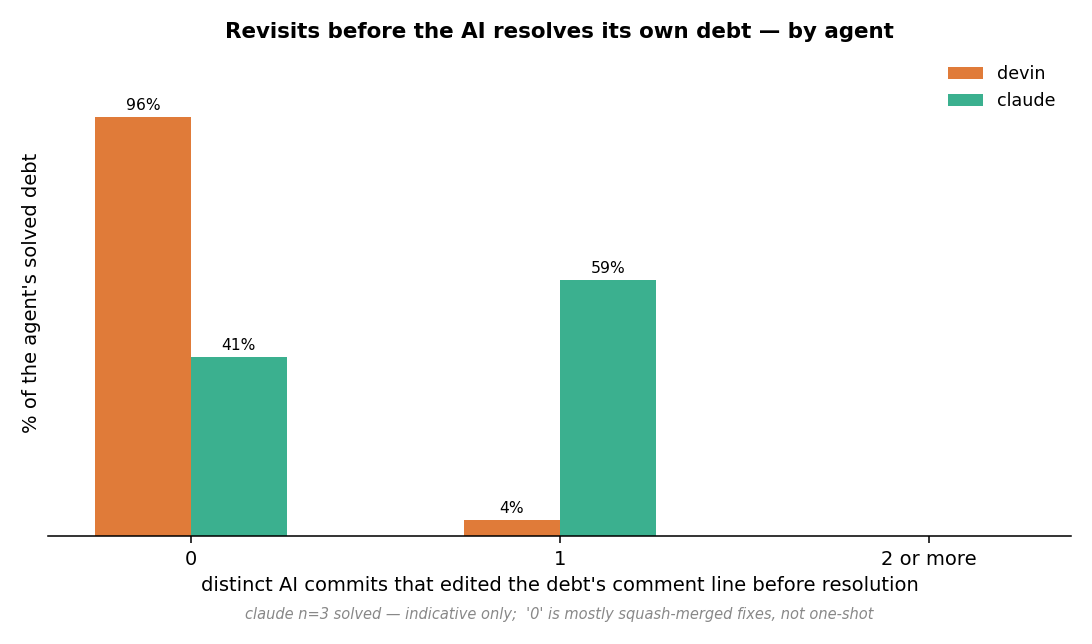 Revisits before the AI resolves its own debt — by agent
devin
claude
% of the agent's solved debt
96%
41%
4%
59%
0
1
2 or more
distinct AI commits that edited the debt's comment line before resolution
claude n=3 solved — indicative only;  '0' is mostly squash-merged fixes, not one-shot